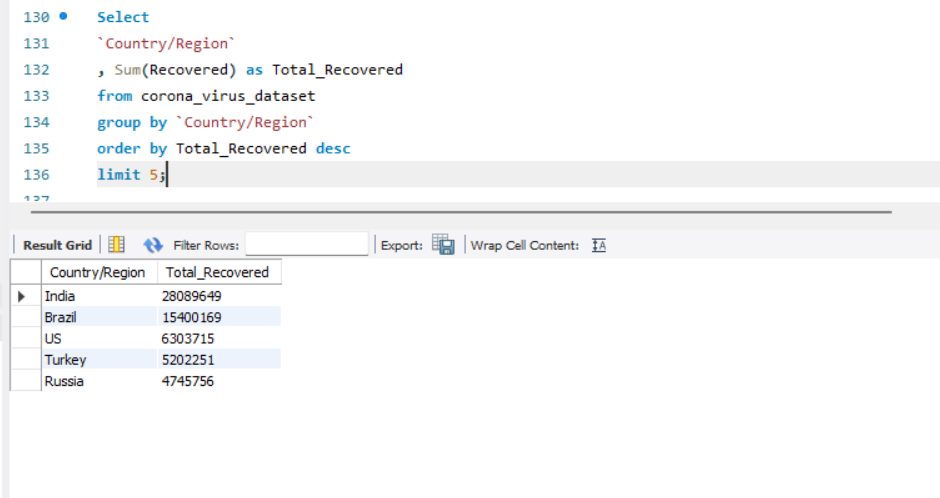 130 Select
131 `Country/Region`
132 , Sum(Recovered) as Total_Recovered
133 from corona_virus_dataset
134 group by `Country/Region`
135 order by Total_Recovered desc
136 limit 5;
137
Result Grid Filter Rows: Export: Wrap Cell Content: IA
Country/Region Total_Recovered
India 28089649
Brazil 15400169
US 6303715
Turkey 5202251
Russia 4745756